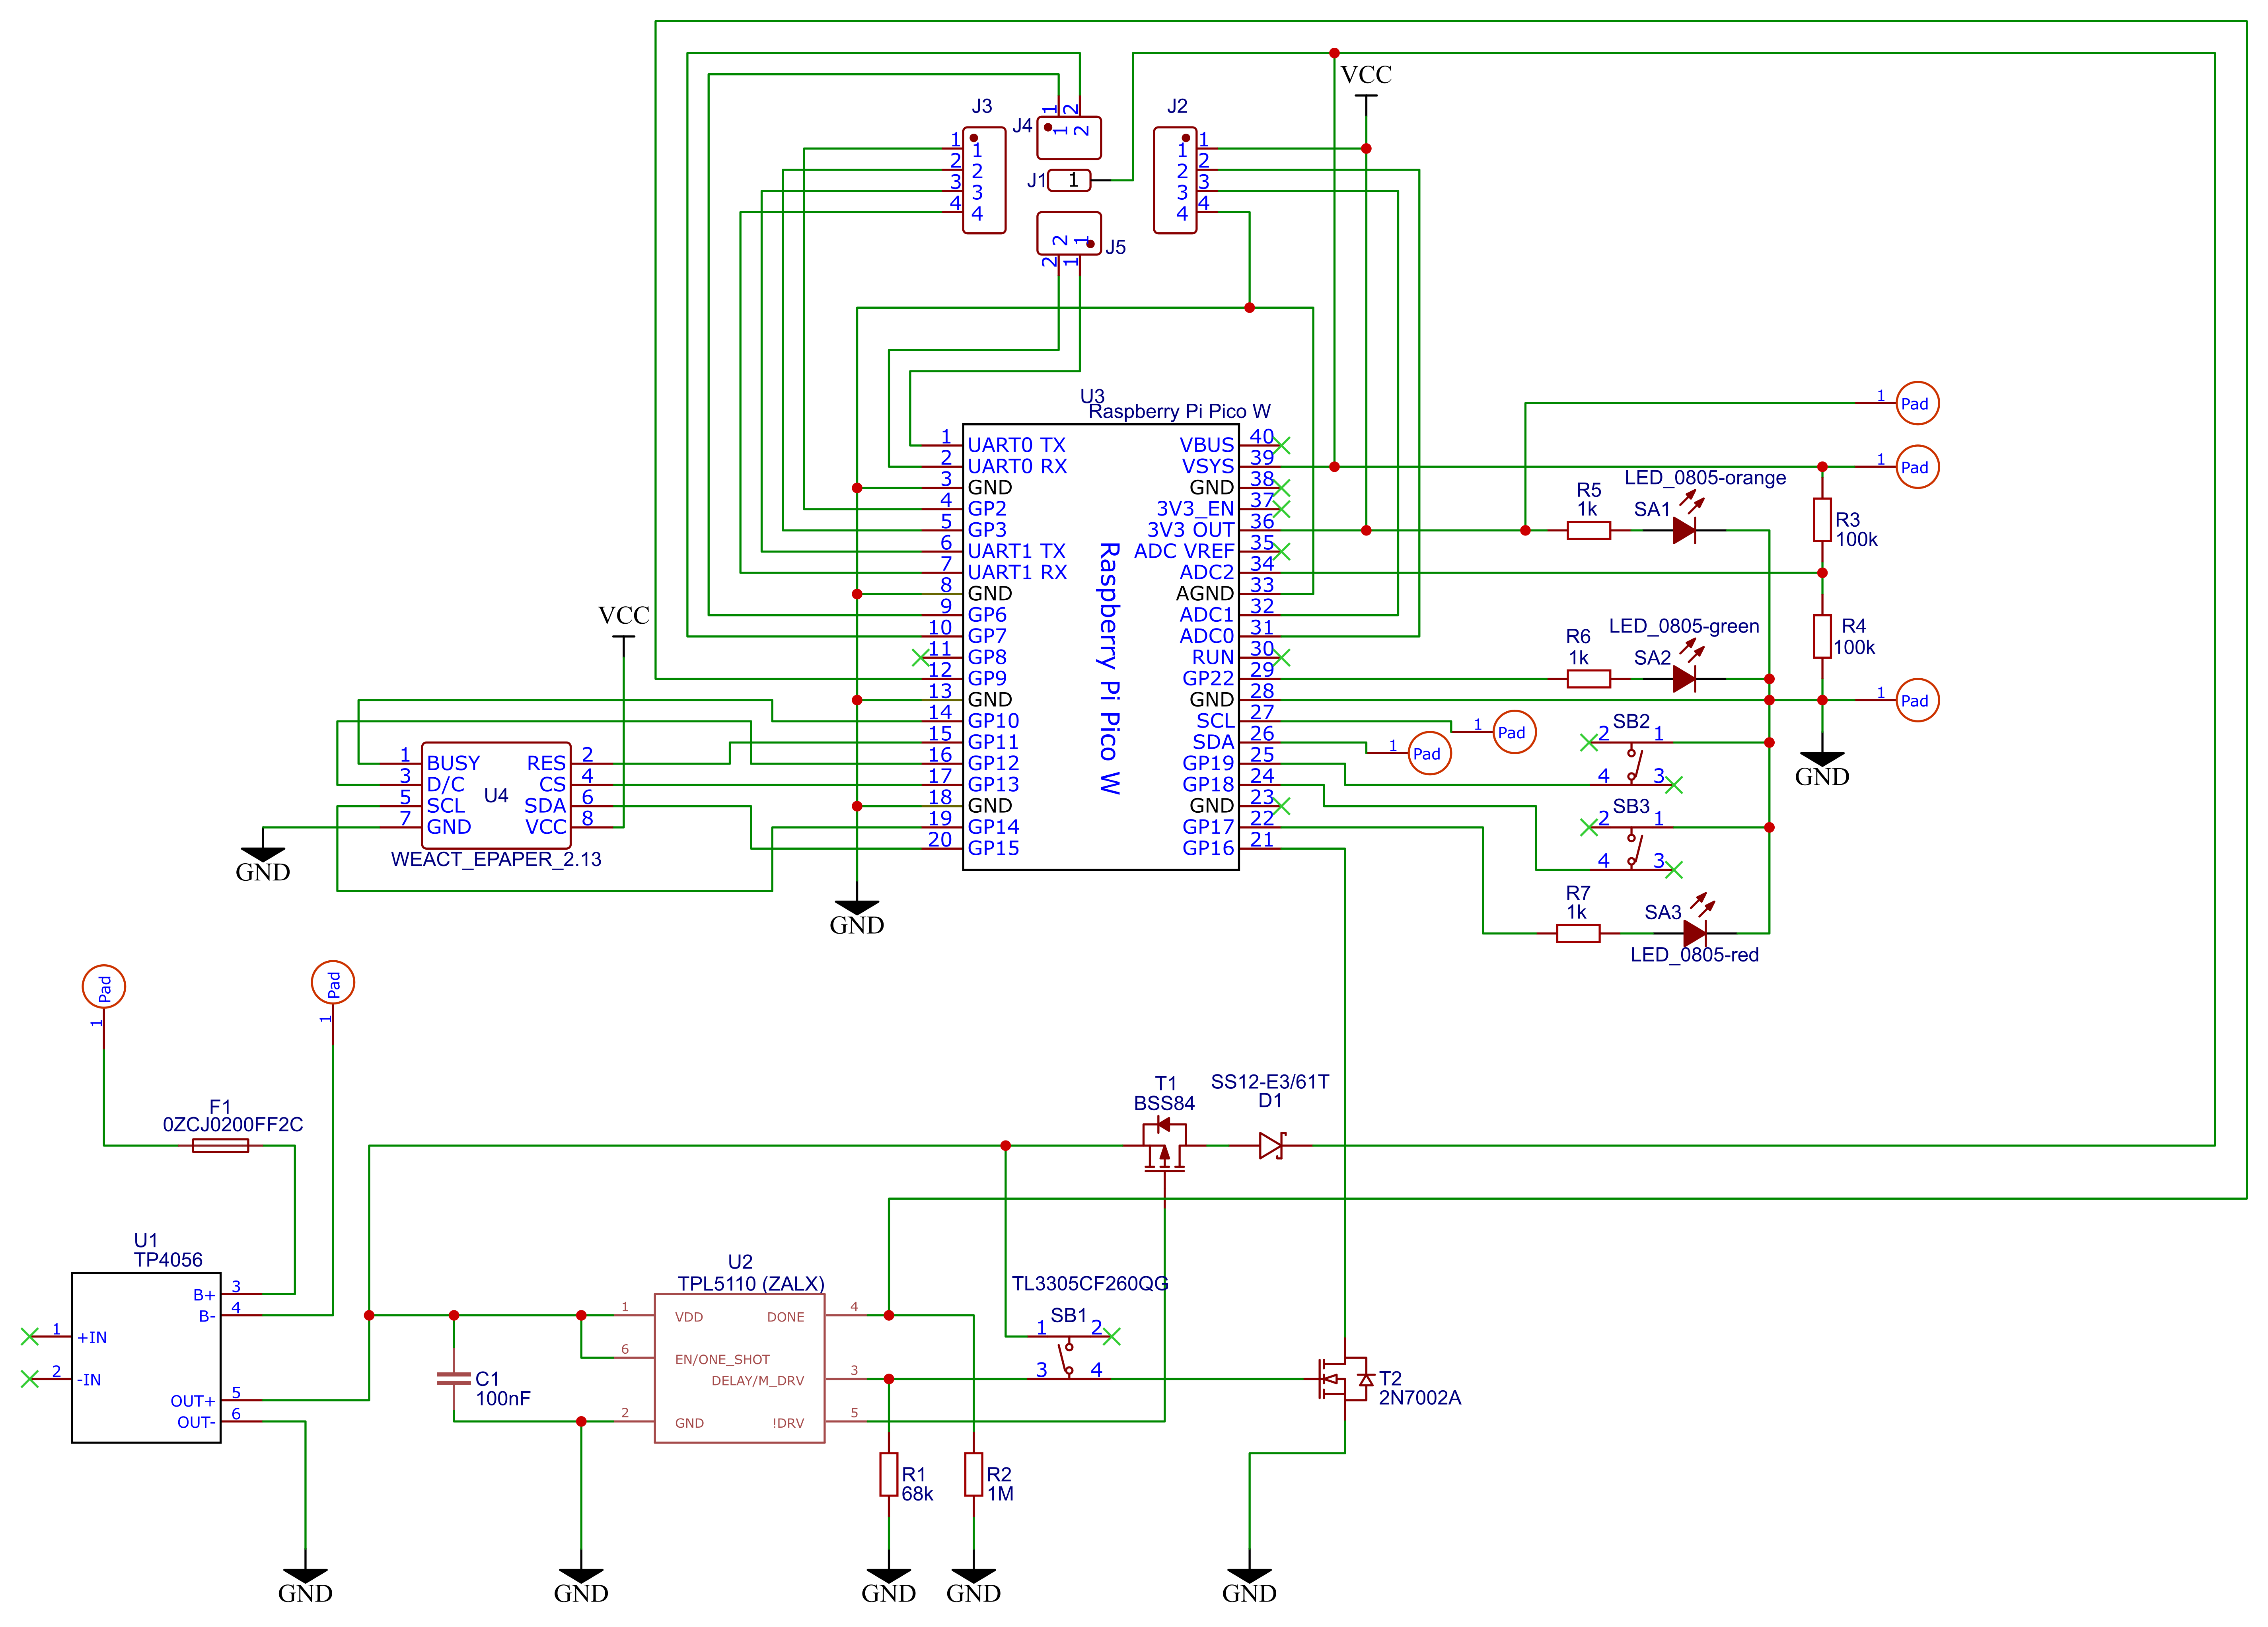 VCC
J3
J4
1
2
1
2
J2
1
1
2
2
3
3
4
4
J1
1
1
1
2
2
3
3
4
4
2
1
2
1
J5
U3
Raspberry Pi Pico W
1
UART0 TX
VBUS
40
2
UART0 RX
VSYS
39
3
GND
GND
38
4
GP2
3V3_EN
37
5
GP3
3V3 OUT
36
6
UART1 TX
ADC VREF
35
7
UART1 RX
ADC2
34
8
GND
AGND
33
9
GP6
ADC1
32
10
GP7
ADC0
31
11
GP8
RUN
30
12
GP9
GP22
29
13
GND
GND
28
14
GP10
SCL
27
15
GP11
SDA
26
16
GP12
GP19
25
17
GP13
GP18
24
18
GND
GND
23
19
GP14
GP17
22
20
GP15
GP16
21
Raspberry Pi Pico W
1
Pad
1
Pad
LED_0805-orange
R5
1k
SA1
R3
100k
LED_0805-green
R6
1k
SA2
R4
100k
1
Pad
1
Pad
1
Pad
SB2
2
1
4
3
GND
SB3
2
1
4
3
R7
1k
SA3
LED_0805-red
VCC
1
BUSY
RES
2
3
D/C
CS
4
5
SCL
U4
SDA
6
7
GND
VCC
8
WEACT_EPAPER_2.13
GND
GND
Pad
1
Pad
1
F1
0ZCJ0200FF2C
T1
BSS84
SS12-E3/61T
D1
U1
TP4056
3
B+
4
B-
1
+IN
2
-IN
5
OUT+
6
OUT-
C1
100nF
U2
TPL5110 (ZALX)
1
VDD
DONE
4
6
EN/ONE_SHOT
DELAY/M_DRV
3
2
GND
!DRV
5
TL3305CF260QG
SB1
1
2
3
4
T2
2N7002A
R1
68k
R2
1M
GND
GND
GND
GND
GND